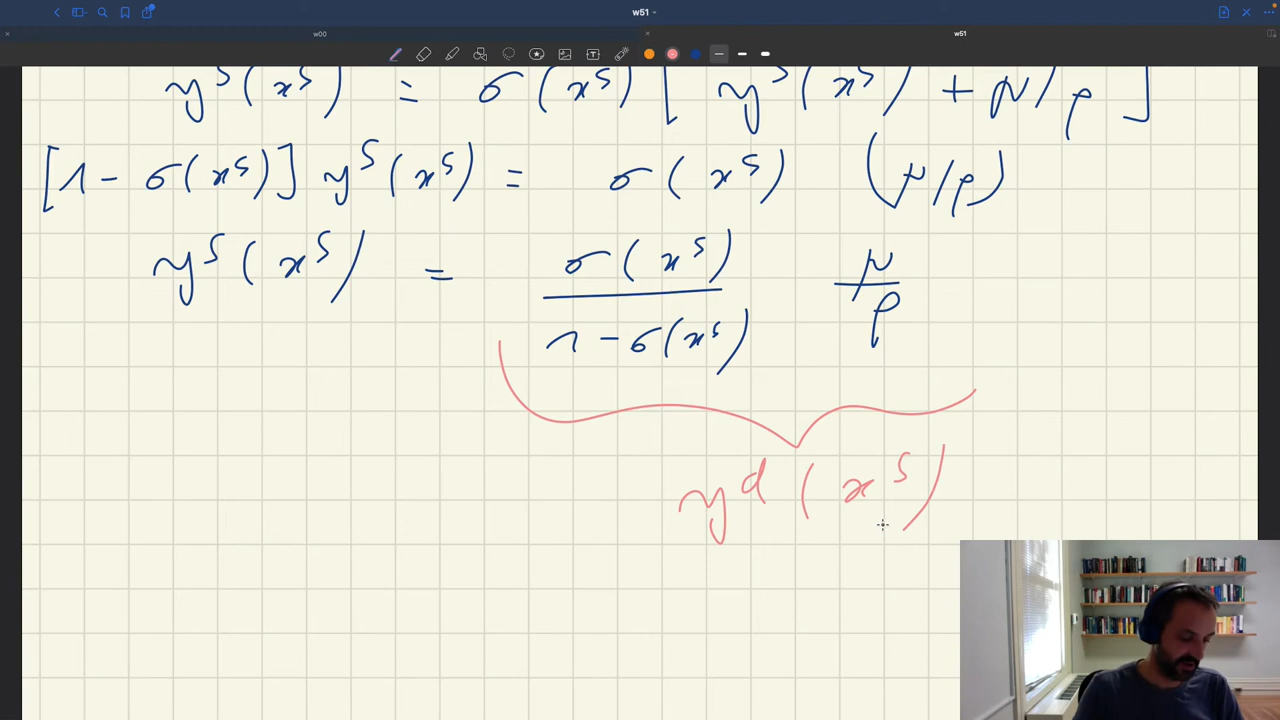 w51
w00 w51
y^s(x^s) = σ(x^s) [ y^s(x^s) + μ/ρ ]
[1 - σ(x^s)] y^s(x^s) = σ(x^s) (μ/ρ)
y^s(x^s) = σ(x^s) / 1 - σ(x^s) μ/ρ
y^d(x^s)